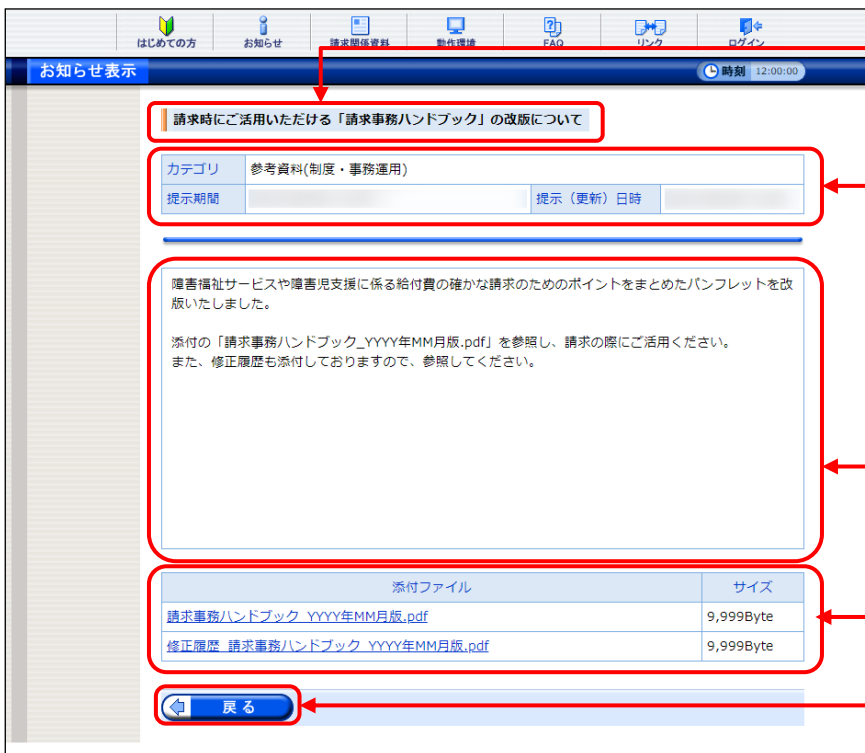 はじめての方 お知らせ 請求関係資料 動作環境 FAQ リンク ログイン
お知らせ表示 時刻 12:00:00
請求時にご活用いただける「請求事務ハンドブック」の改版について
カテゴリ 参考資料(制度・事務運用)
提示期間 提示（更新）日時
障害福祉サービスや障害児支援に係る給付費の確かな請求のためのポイントをまとめたパンフレットを改
版いたしました。
添付の「請求事務ハンドブック_YYYY年MM月版.pdf」を参照し、請求の際にご活用ください。
また、修正履歴も添付しておりますので、参照してください。
添付ファイル サイズ
請求事務ハンドブック_YYYY年MM月版.pdf 9,999Byte
修正履歴_請求事務ハンドブック_YYYY年MM月版.pdf 9,999Byte
戻る